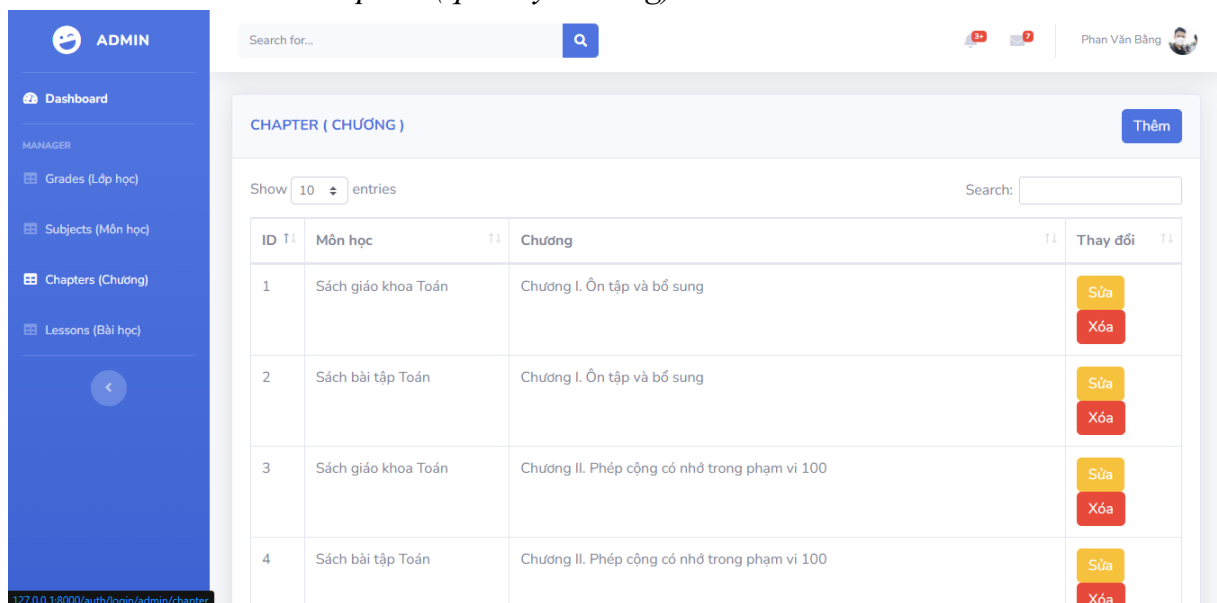 ADMIN
Search for...
3+
7
Phan Văn Bằng
Dashboard
MANAGER
Grades (Lớp học)
Subjects (Môn học)
Chapters (Chương)
Lessons (Bài học)
CHAPTER ( CHƯƠNG )
Thêm
Show 10 entries
Search:
ID Môn học Chương Thay đổi
1 Sách giáo khoa Toán Chương I. Ôn tập và bổ sung Sửa
Xóa
2 Sách bài tập Toán Chương I. Ôn tập và bổ sung Sửa
Xóa
3 Sách giáo khoa Toán Chương II. Phép cộng có nhớ trong phạm vi 100 Sửa
Xóa
4 Sách bài tập Toán Chương II. Phép cộng có nhớ trong phạm vi 100 Sửa
Xóa
127.0.0.1:8000/auth/login/admin/chapter